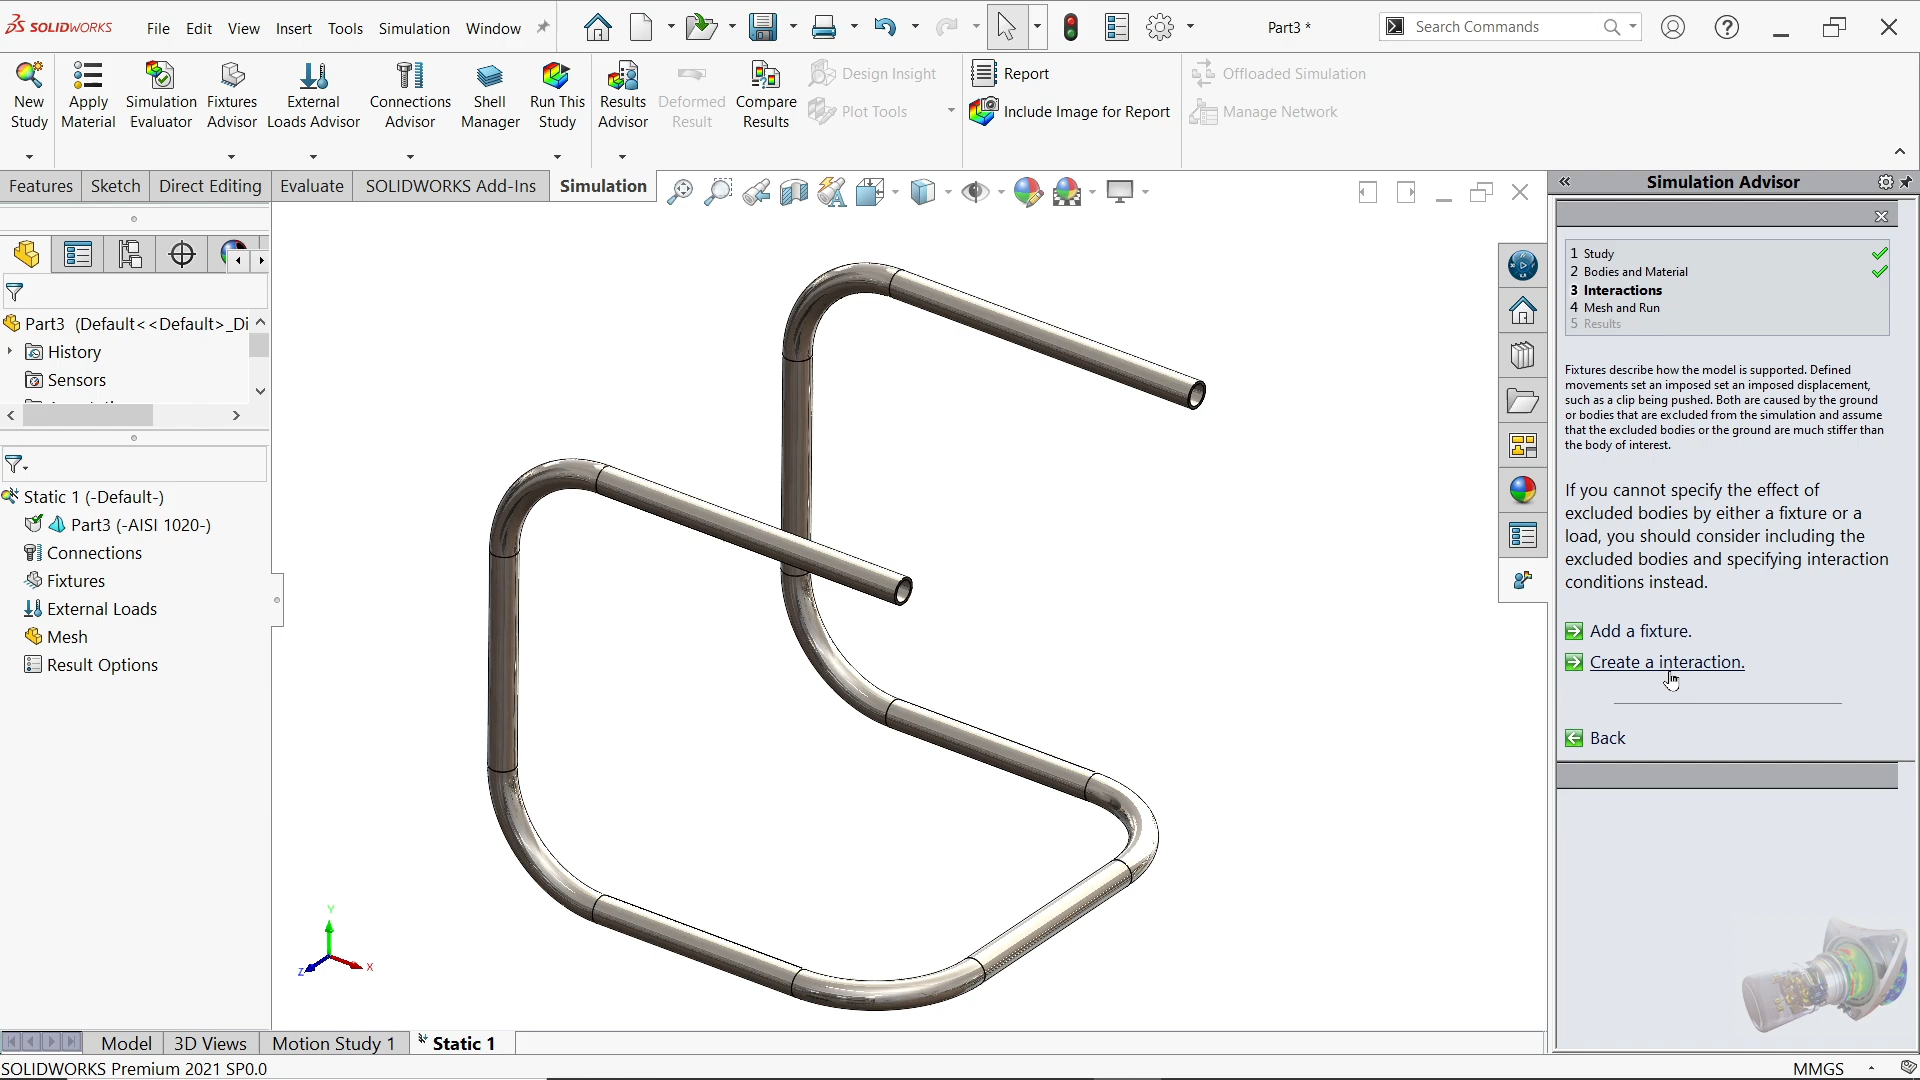 SOLIDWORKS File Edit View Insert Tools Simulation Window Part3 * Search Commands
New Study
Apply Material
Simulation Evaluator
Fixtures Advisor
External Loads Advisor
Connections Advisor
Shell Manager
Run This Study
Results Advisor
Deformed Result
Compare Results
Design Insight
Plot Tools
Report
Include Image for Report
Offloaded Simulation
Manage Network
Features Sketch Direct Editing Evaluate SOLIDWORKS Add-Ins Simulation
Part3 (Default<<Default>_Di
History
Sensors
Static 1 (-Default-)
Part3 (-AISI 1020-)
Connections
Fixtures
External Loads
Mesh
Result Options
Y
X
Z
Simulation Advisor
1 Study
2 Bodies and Material
3 Interactions
4 Mesh and Run
5 Results
Fixtures describe how the model is supported. Defined
movements set an imposed set an imposed displacement,
such as a clip being pushed. Both are caused by the ground
or bodies that are excluded from the simulation and assume
that the excluded bodies or the ground are much stiffer than
the body of interest.
If you cannot specify the effect of
excluded bodies by either a fixture or a
load, you should consider including the
excluded bodies and specifying interaction
conditions instead.
Add a fixture.
Create a interaction.
Back
Model 3D Views Motion Study 1 Static 1
SOLIDWORKS Premium 2021 SP0.0 MMGS